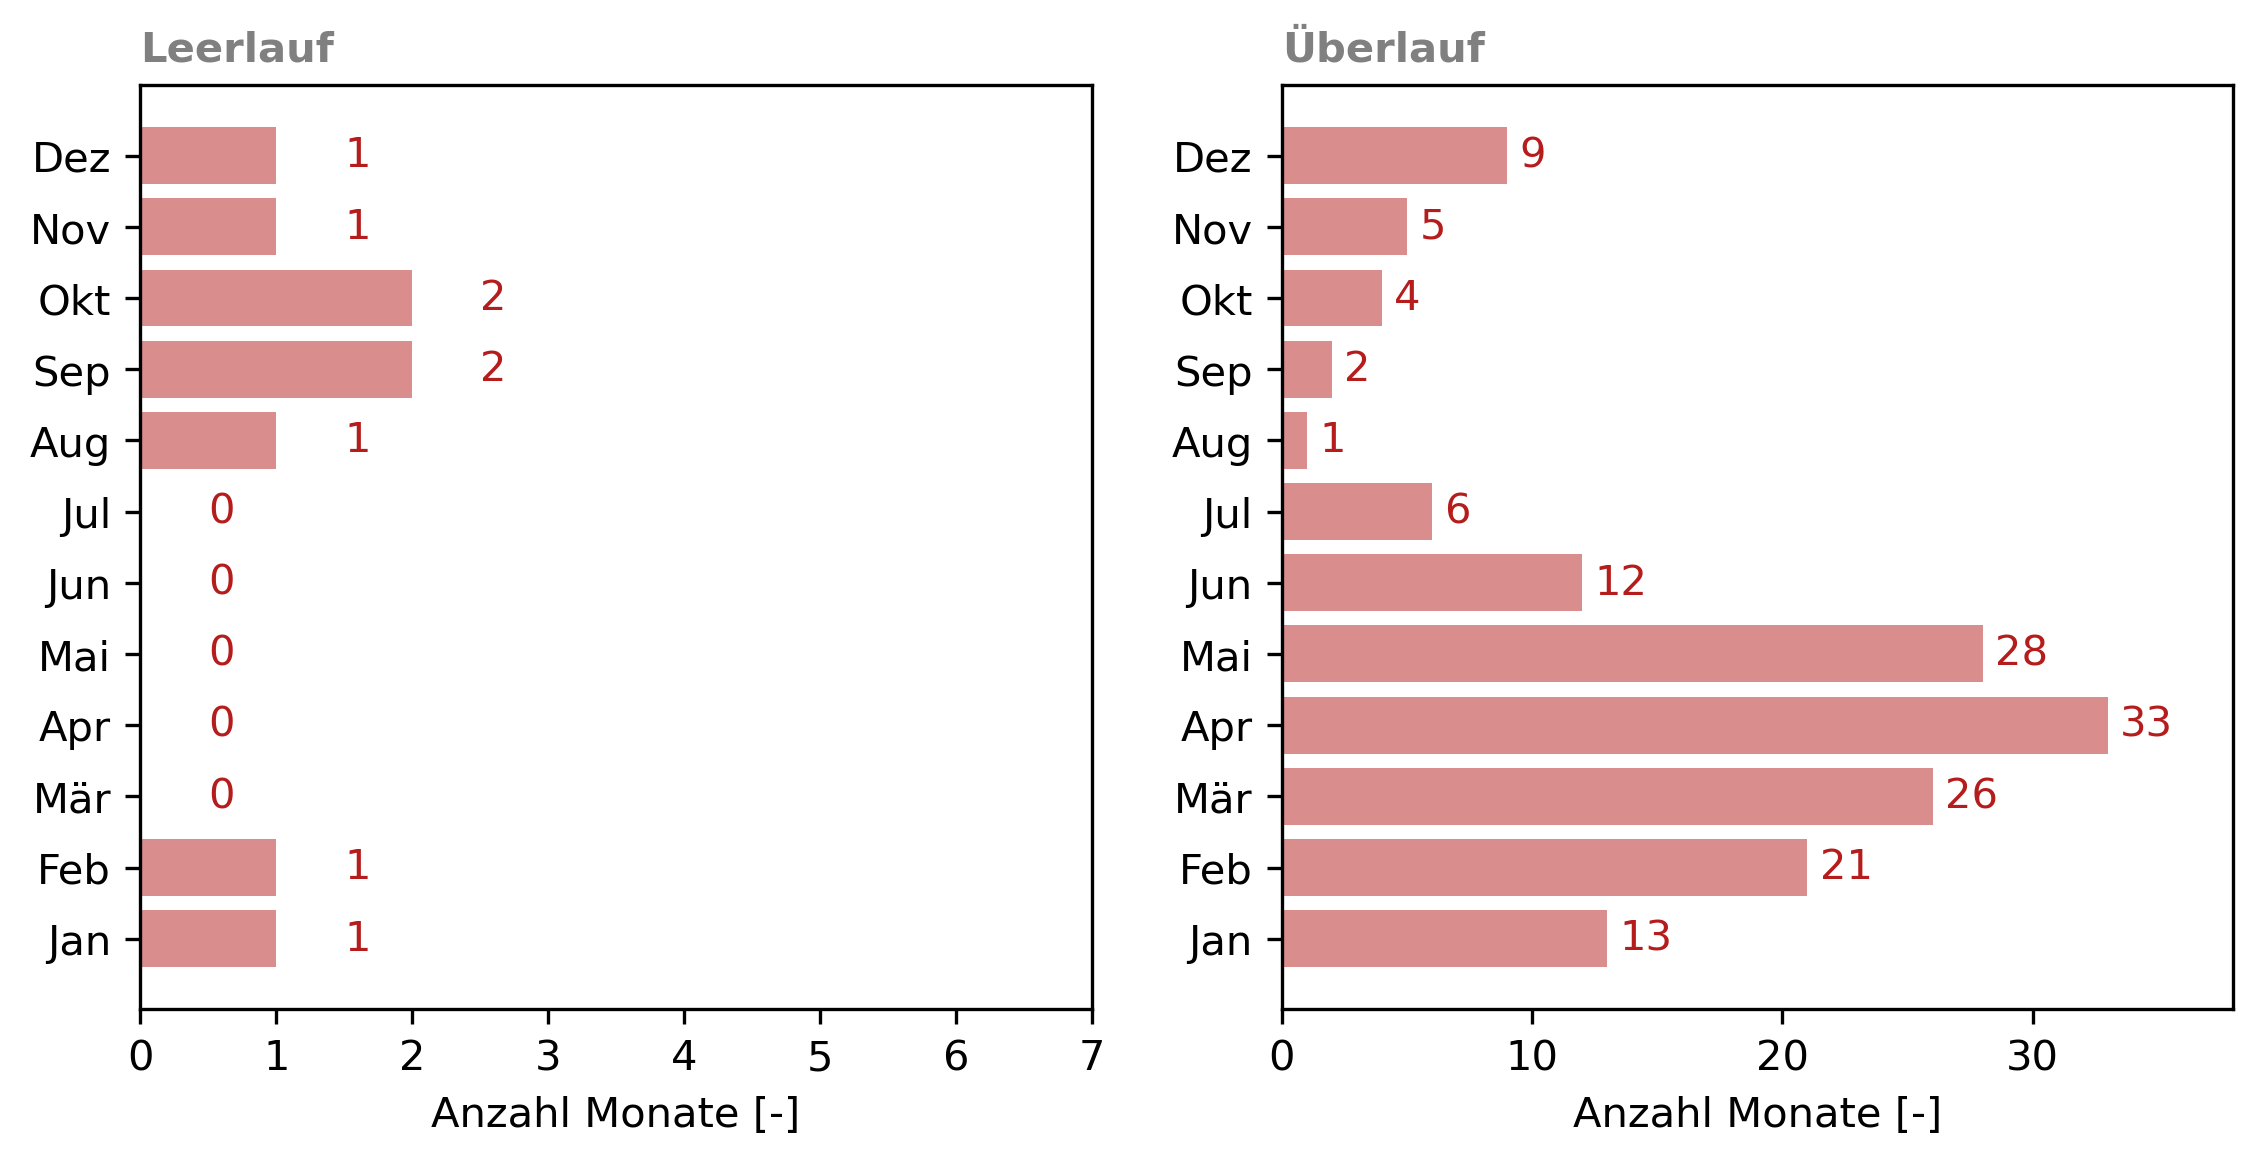 Leerlauf
Dez 1
Nov 1
Okt 2
Sep 2
Aug 1
Jul 0
Jun 0
Mai 0
Apr 0
Mär 0
Feb 1
Jan 1
0 1 2 3 4 5 6 7
Anzahl Monate [-]
Überlauf
Dez 9
Nov 5
Okt 4
Sep 2
Aug 1
Jul 6
Jun 12
Mai 28
Apr 33
Mär 26
Feb 21
Jan 13
0 10 20 30
Anzahl Monate [-]